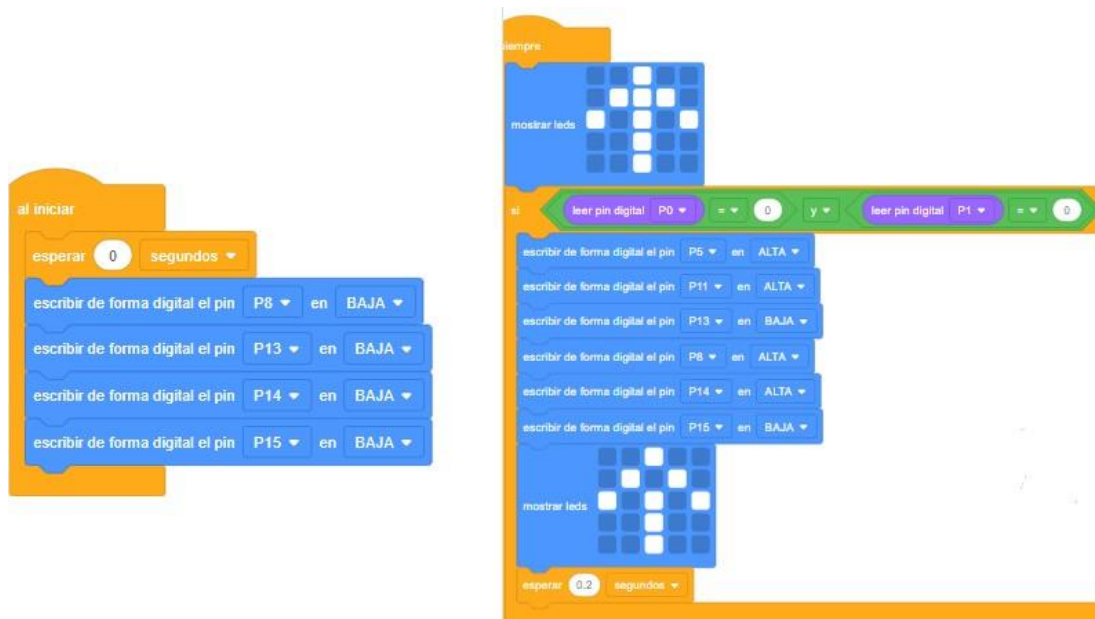 al iniciar
esperar 0 segundos
escribir de forma digital el pin P8 en BAJA
escribir de forma digital el pin P13 en BAJA
escribir de forma digital el pin P14 en BAJA
escribir de forma digital el pin P15 en BAJA
iempre
mostrar leds
si leer pin digital P0 = 0 y leer pin digital P1 = 0
escribir de forma digital el pin P5 en ALTA
escribir de forma digital el pin P11 en ALTA
escribir de forma digital el pin P13 en BAJA
escribir de forma digital el pin P8 en ALTA
escribir de forma digital el pin P14 en ALTA
escribir de forma digital el pin P15 en BAJA
mostrar leds
esperar 0.2 segundos